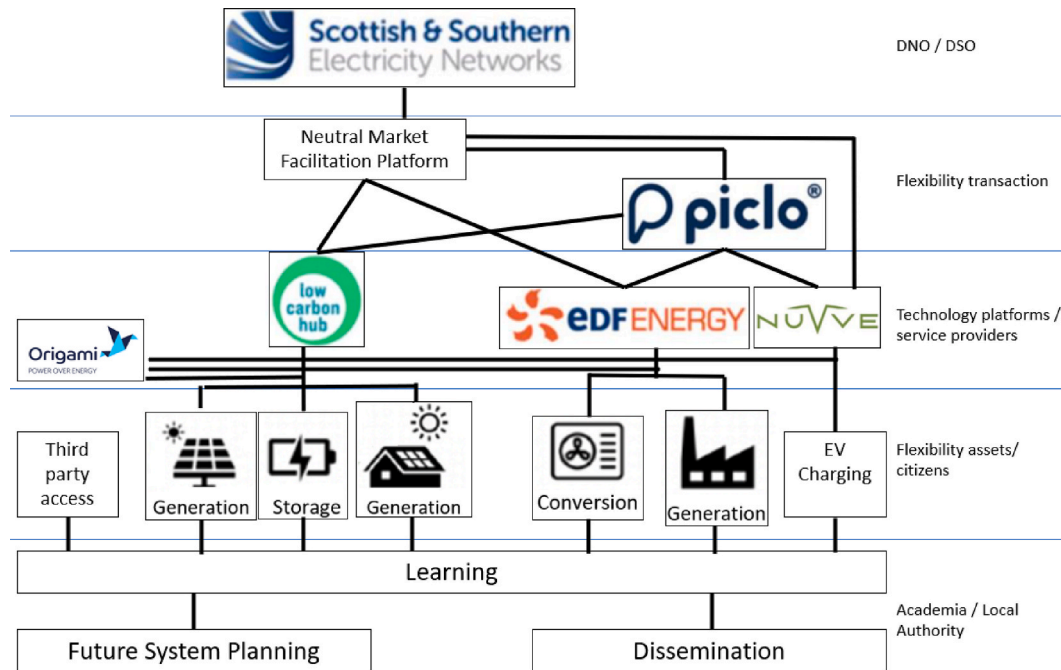 Scottish & Southern
Electricity Networks
DNO / DSO
Neutral Market
Facilitation Platform
Flexibility transaction
piclo®
low
carbon
hub
eDF ENERGY
NUVVE
Technology platforms /
service providers
Origami
POWER OVER ENERGY
Third
party
access
Generation
Storage
Generation
Conversion
Generation
EV
Charging
Flexibility assets/
citizens
Learning
Academia / Local
Authority
Future System Planning
Dissemination